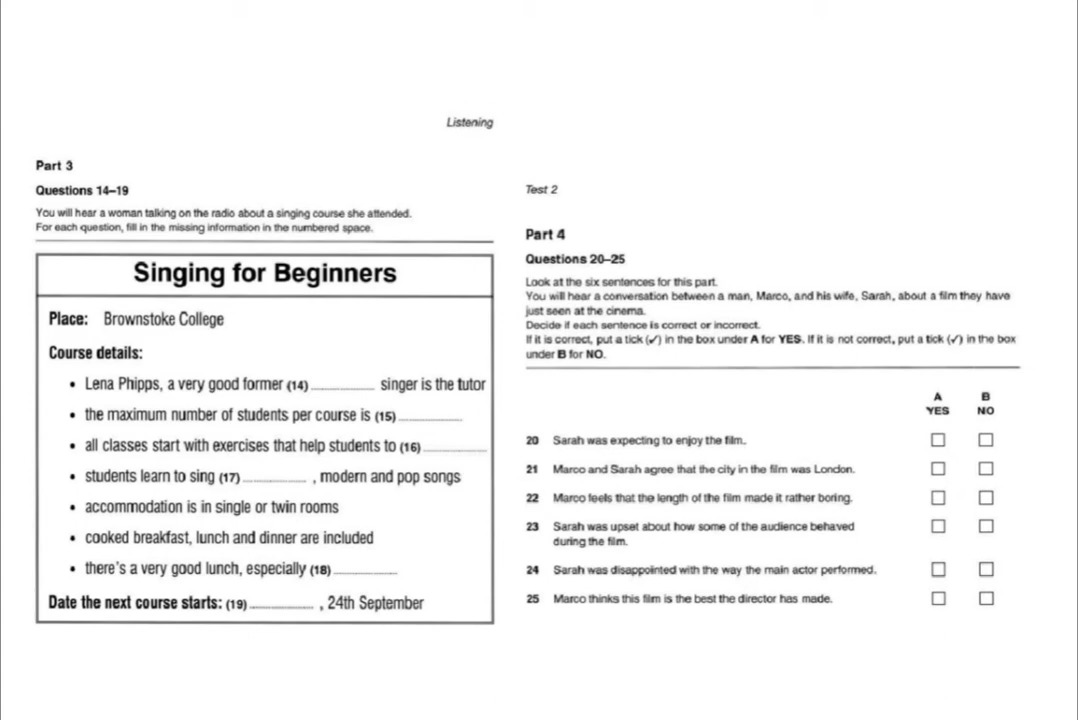 Listening
Part 3
Questions 14–19
You will hear a woman talking on the radio about a singing course she attended.
For each question, fill in the missing information in the numbered space.
Singing for Beginners
Place: Brownstoke College
Course details:
• Lena Phipps, a very good former (14) ............ singer is the tutor
• the maximum number of students per course is (15) ............
• all classes start with exercises that help students to (16) ............
• students learn to sing (17) ............ , modern and pop songs
• accommodation is in single or twin rooms
• cooked breakfast, lunch and dinner are included
• there's a very good lunch, especially (18) ............
Date the next course starts: (19) ............ , 24th September
Test 2
Part 4
Questions 20–25
Look at the six sentences for this part.
You will hear a conversation between a man, Marco, and his wife, Sarah, about a film they have
just seen at the cinema.
Decide if each sentence is correct or incorrect.
If it is correct, put a tick (✓) in the box under A for YES. If it is not correct, put a tick (✓) in the box
under B for NO.
A B
YES NO
20 Sarah was expecting to enjoy the film. □ □
21 Marco and Sarah agree that the city in the film was London. □ □
22 Marco feels that the length of the film made it rather boring. □ □
23 Sarah was upset about how some of the audience behaved □ □
during the film.
24 Sarah was disappointed with the way the main actor performed. □ □
25 Marco thinks this film is the best the director has made. □ □